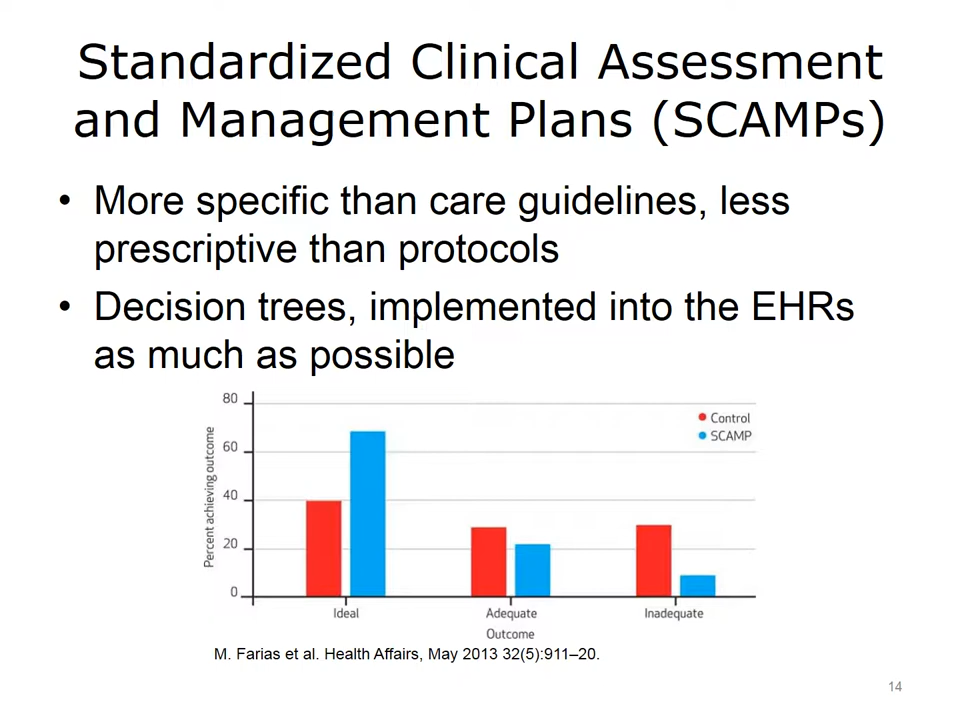 Standardized Clinical Assessment
and Management Plans (SCAMPs)
• More specific than care guidelines, less
prescriptive than protocols
• Decision trees, implemented into the EHRs
as much as possible
Percent achieving outcome
80
60
40
20
0
Control
SCAMP
Ideal
Adequate
Inadequate
Outcome
M. Farias et al. Health Affairs, May 2013 32(5):911–20.
14